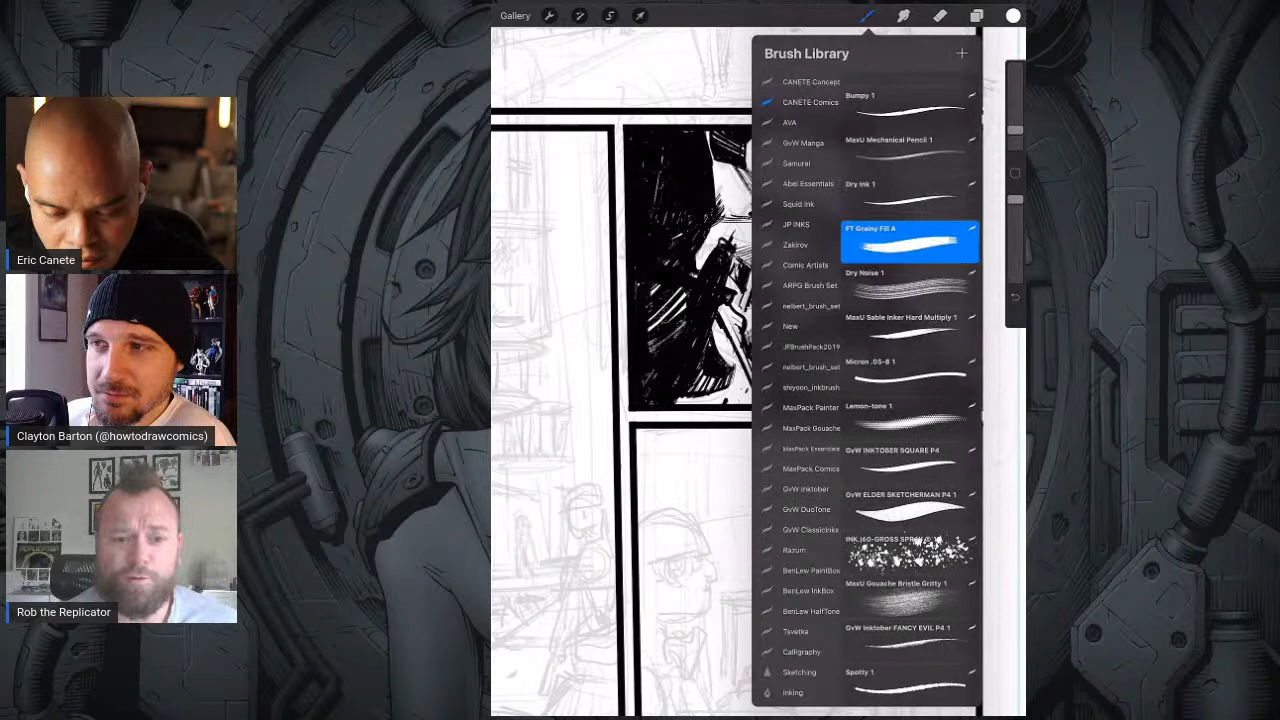 Gallery
Brush Library
CANETE Concept
CANETE Comics
AVA
GvW Manga
Samurai
Abel Essentials
Squid Ink
JP INKS
Zakirov
Comic Artists
ARPG Brush Set
nelbert_brush_set
New
JFBrushPack2019
nelbert_brush_set
shiyoon_inkbrush
MaxPack Painter
MaxPack Gouache
MaxPack Essentials
MaxPack Comics
GvW Inktober
GvW DuoTone
GvW ClassicInks
Razum
BenLew PaintBox
BenLew InkBox
BenLew HalfTone
Tsvetka
Calligraphy
Sketching
Inking
Bumpy 1
MaxU Mechanical Pencil 1
Dry Ink 1
FT Grainy Fill A
Dry Noise 1
MaxU Sable Inker Hard Multiply 1
Micron .05-8 1
Lemon-tone 1
GvW INKTOBER SQUARE P4
GvW ELDER SKETCHERMAN P4 1
MaxU Gouache Bristle Gritty 1
GvW Inktober FANCY EVIL P4 1
Spotty 1
Eric Canete
Clayton Barton (@howtodrawcomics)
Rob the Replicator